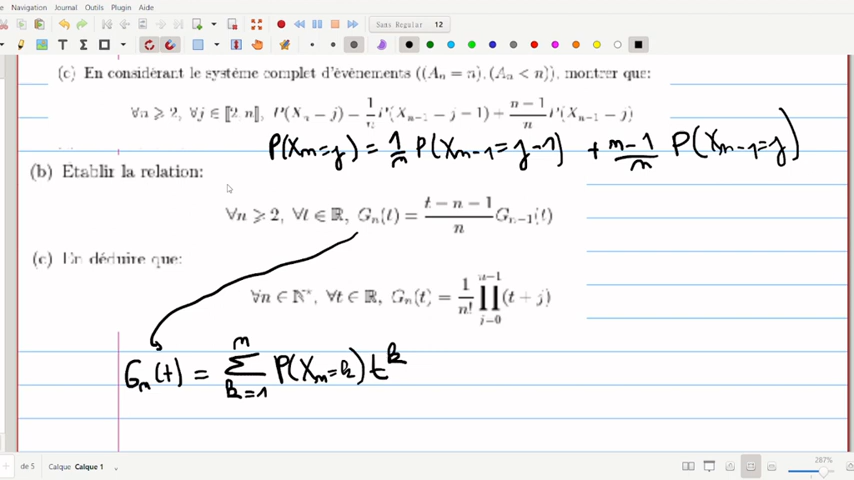 Navigation Journal Outils Plugin Aide
Sans Regular 12
(c) En considérant le système complet d'évènements ((Aₙ = n), (Aₙ < n)), montrer que:
∀n ⩾ 2, ∀j ∈ ⟦2, n⟧, P(Xₙ = j) = 1/n P(Xₙ₋₁ = j − 1) + (n−1)/n P(Xₙ₋₁ = j)
P(Xₙ=j) = 1/n P(Xₙ₋₁ = j−1) + (n−1)/n P(Xₙ₋₁ = j)
(b) Etablir la relation:
∀n ⩾ 2, ∀t ∈ ℝ, Gₙ(t) = (t − n − 1)/n Gₙ₋₁(t)
(c) En déduire que:
∀n ∈ ℕ*, ∀t ∈ ℝ, Gₙ(t) = 1/n! ∏_{j=0}^{n−1} (t + j)
Gₙ(t) = ∑_{k=1}^{n} P(Xₙ=k) tᵏ
de 5 Calque Calque 1 287%